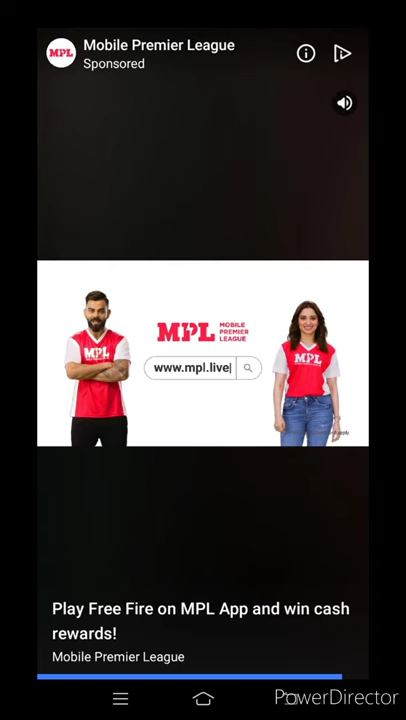 MPL
Mobile Premier League
Sponsored
MPL
MOBILE
PREMIER
LEAGUE
www.mpl.live
MPL
MPL
apply
Play Free Fire on MPL App and win cash
rewards!
Mobile Premier League
PowerDirector